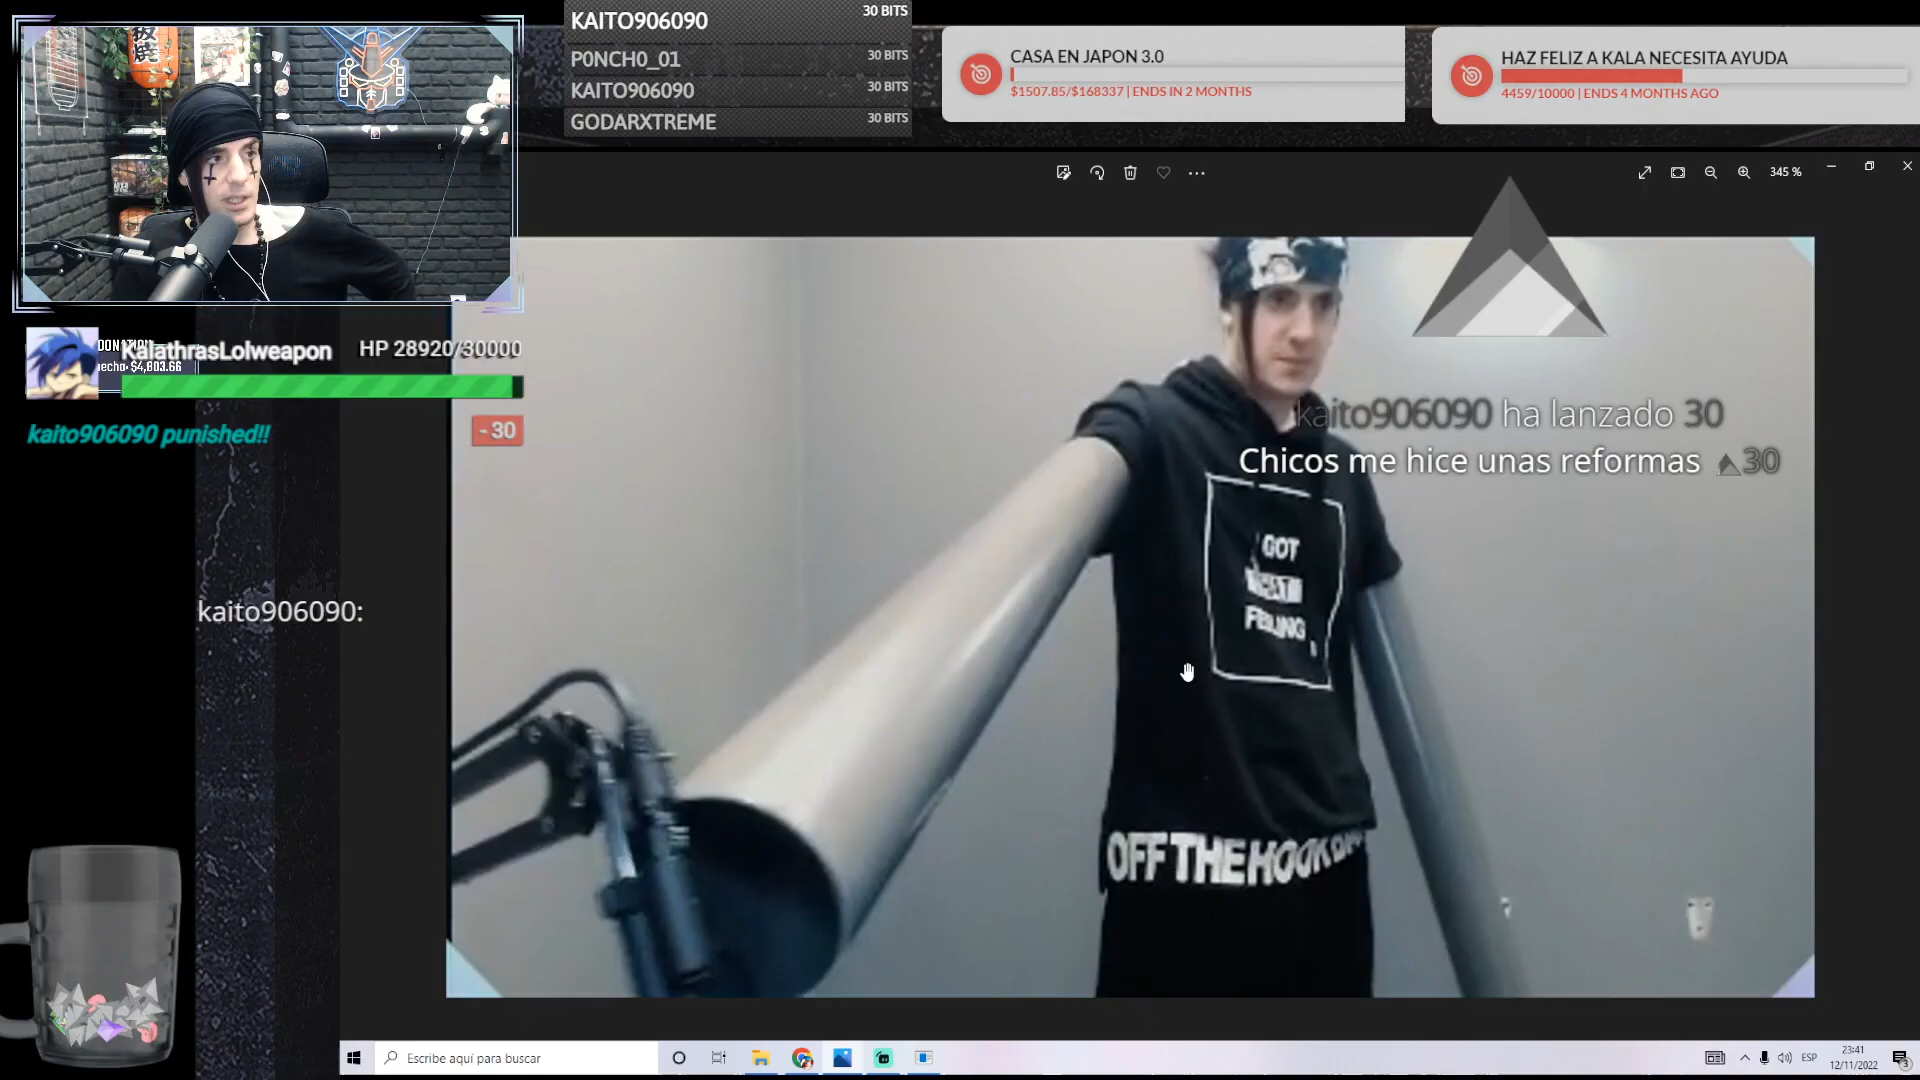 KAITO906090 30 BITS
P0NCH0_01 30 BITS
KAITO906090 30 BITS
GODARXTREME 30 BITS
CASA EN JAPON 3.0
$1507.85/$168337 | ENDS IN 2 MONTHS
HAZ FELIZ A KALA NECESITA AYUDA
4459/10000 | ENDS 4 MONTHS AGO
345 %
KalathrasLolweapon HP 28920/30000
$4,803.66
kaito906090 punished!! - 30
kaito906090 ha lanzado 30
Chicos me hice unas reformas 30
kaito906090:
GOT
FEELING
OFF THE HOOK
Escribe aquí para buscar
ESP
23:41
12/11/2022
3